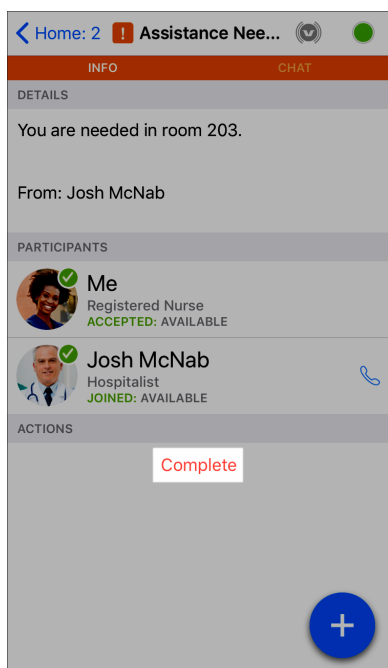 Home: 2 ! Assistance Nee...
INFO CHAT
DETAILS
You are needed in room 203.
From: Josh McNab
PARTICIPANTS
Me
Registered Nurse
ACCEPTED: AVAILABLE
Josh McNab
Hospitalist
JOINED: AVAILABLE
ACTIONS
Complete
+